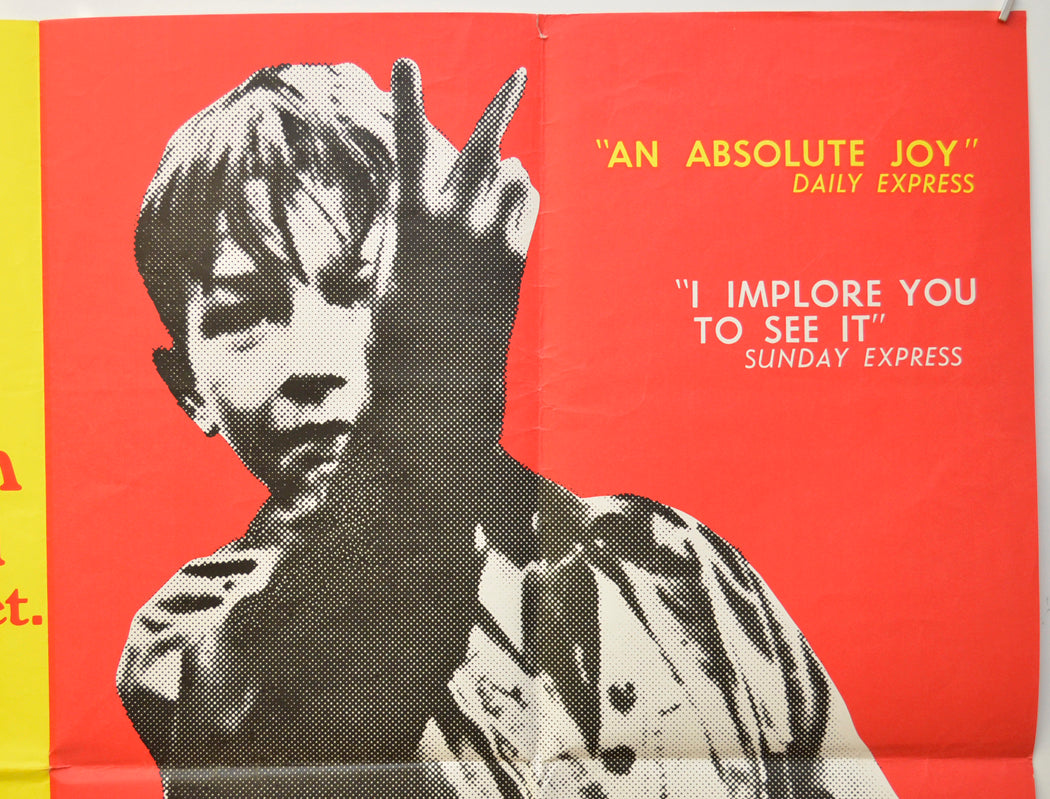 "AN ABSOLUTE JOY"
DAILY EXPRESS
"I IMPLORE YOU
TO SEE IT"
SUNDAY EXPRESS